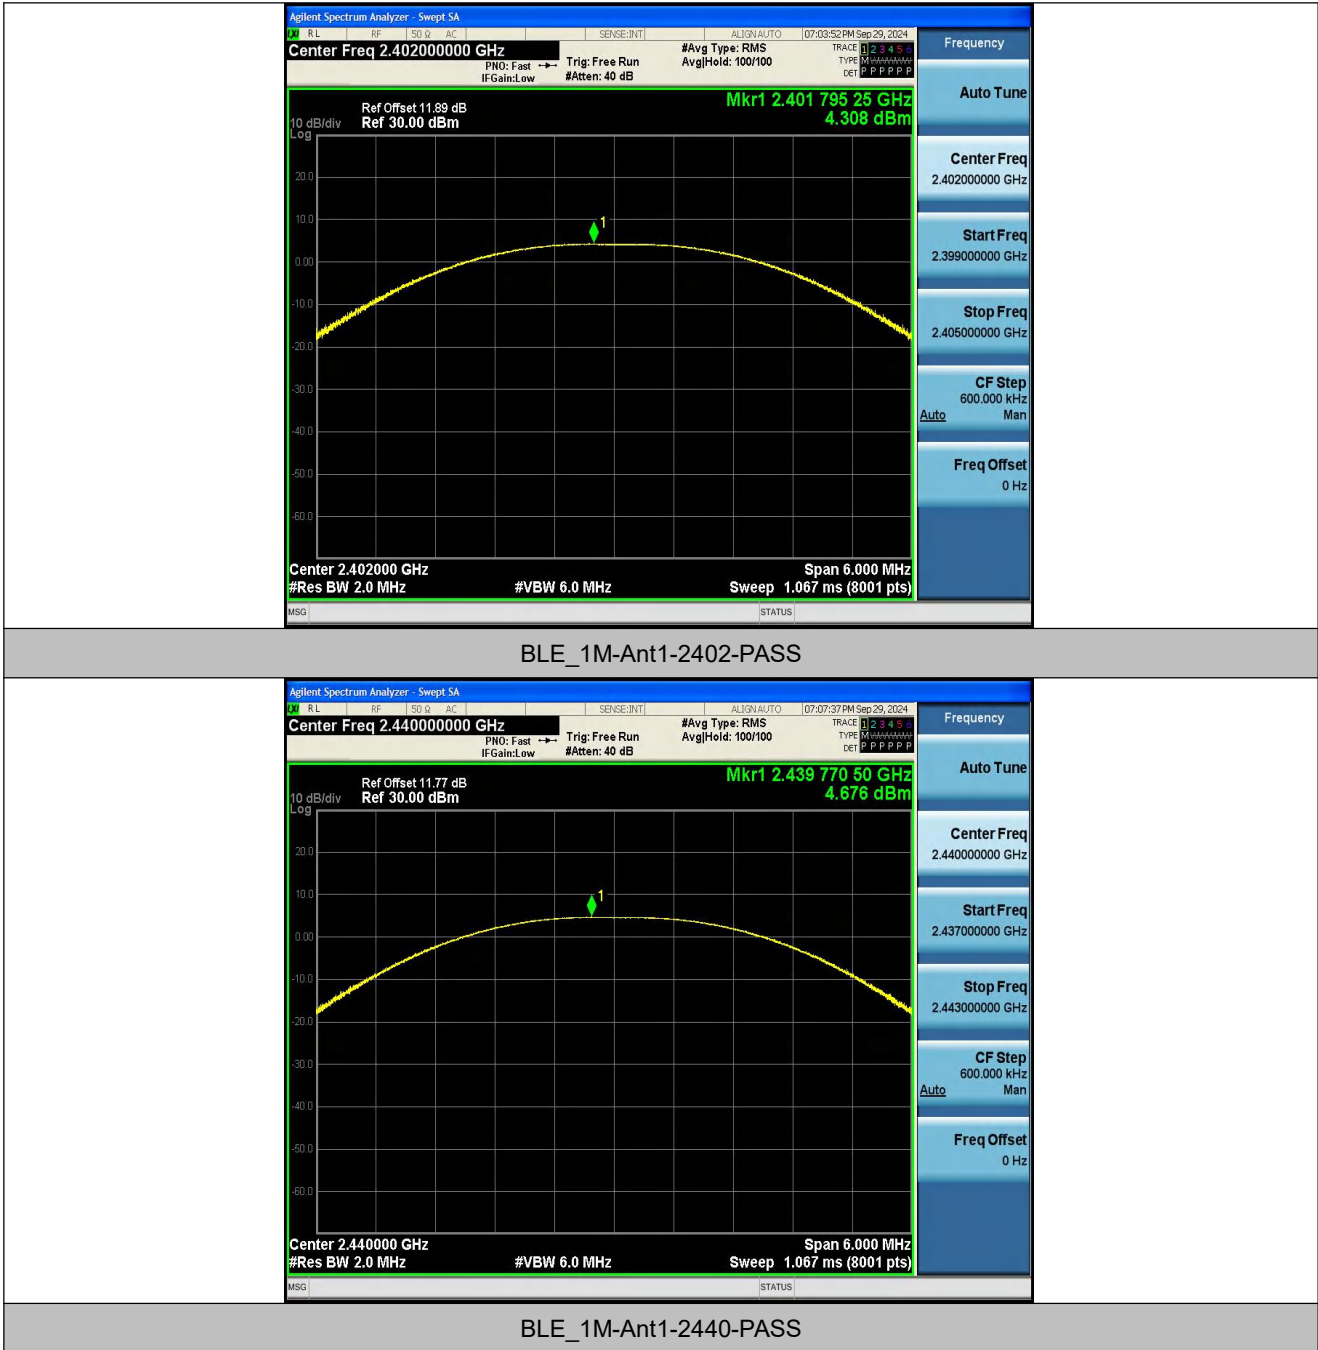 Agilent Spectrum Analyzer - Swept SA
LXI RL RF 50 Ω AC SENSE:INT ALIGN AUTO 07:03:52 PM Sep 29, 2024
Center Freq 2.402000000 GHz
PNO: Fast
IFGain:Low
Trig: Free Run
#Atten: 40 dB
#Avg Type: RMS
Avg|Hold: 100/100
TRACE 1 2 3 4 5 6
TYPE M
DET P P P P P P
Frequency
Mkr1 2.401 795 25 GHz
4.308 dBm
Ref Offset 11.89 dB
10 dB/div Ref 30.00 dBm
Log
20.0
10.0
1
0.00
-10.0
-20.0
-30.0
-40.0
-50.0
-60.0
Auto Tune
Center Freq
2.402000000 GHz
Start Freq
2.399000000 GHz
Stop Freq
2.405000000 GHz
CF Step
600.000 kHz
Auto Man
Freq Offset
0 Hz
Center 2.402000 GHz Span 6.000 MHz
#Res BW 2.0 MHz #VBW 6.0 MHz Sweep 1.067 ms (8001 pts)
MSG STATUS
BLE_1M-Ant1-2402-PASS
Agilent Spectrum Analyzer - Swept SA
LXI RL RF 50 Ω AC SENSE:INT ALIGN AUTO 07:07:37 PM Sep 29, 2024
Center Freq 2.440000000 GHz
PNO: Fast
IFGain:Low
Trig: Free Run
#Atten: 40 dB
#Avg Type: RMS
Avg|Hold: 100/100
TRACE 1 2 3 4 5 6
TYPE M
DET P P P P P P
Frequency
Mkr1 2.439 770 50 GHz
4.676 dBm
Ref Offset 11.77 dB
10 dB/div Ref 30.00 dBm
Log
20.0
10.0
1
0.00
-10.0
-20.0
-30.0
-40.0
-50.0
-60.0
Auto Tune
Center Freq
2.440000000 GHz
Start Freq
2.437000000 GHz
Stop Freq
2.443000000 GHz
CF Step
600.000 kHz
Auto Man
Freq Offset
0 Hz
Center 2.440000 GHz Span 6.000 MHz
#Res BW 2.0 MHz #VBW 6.0 MHz Sweep 1.067 ms (8001 pts)
MSG STATUS
BLE_1M-Ant1-2440-PASS